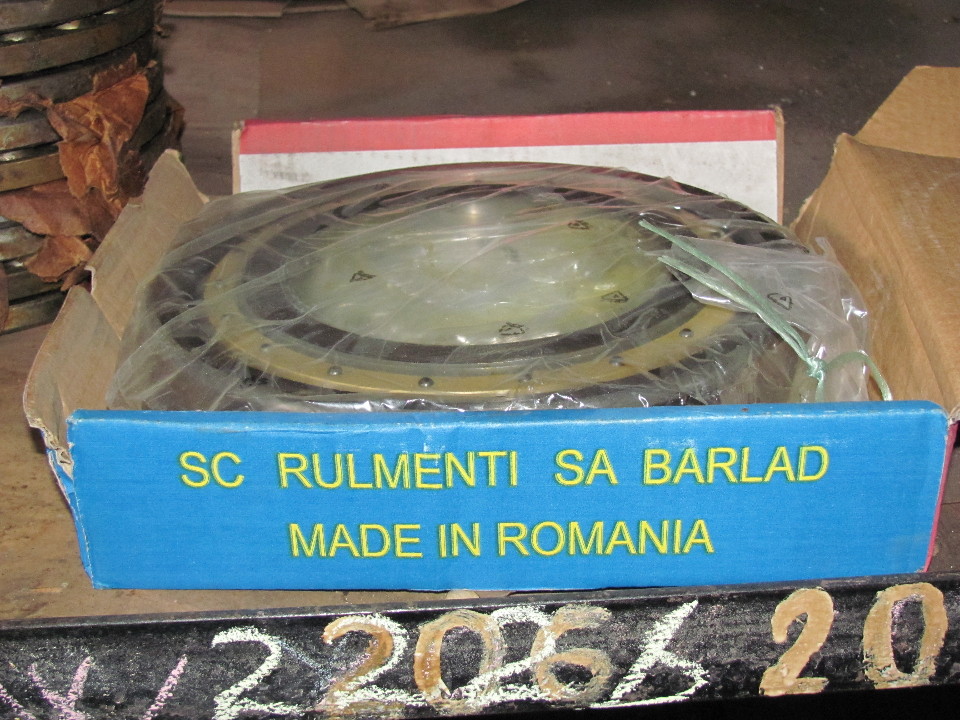 SC RULMENTI SA BARLAD
MADE IN ROMANIA
20